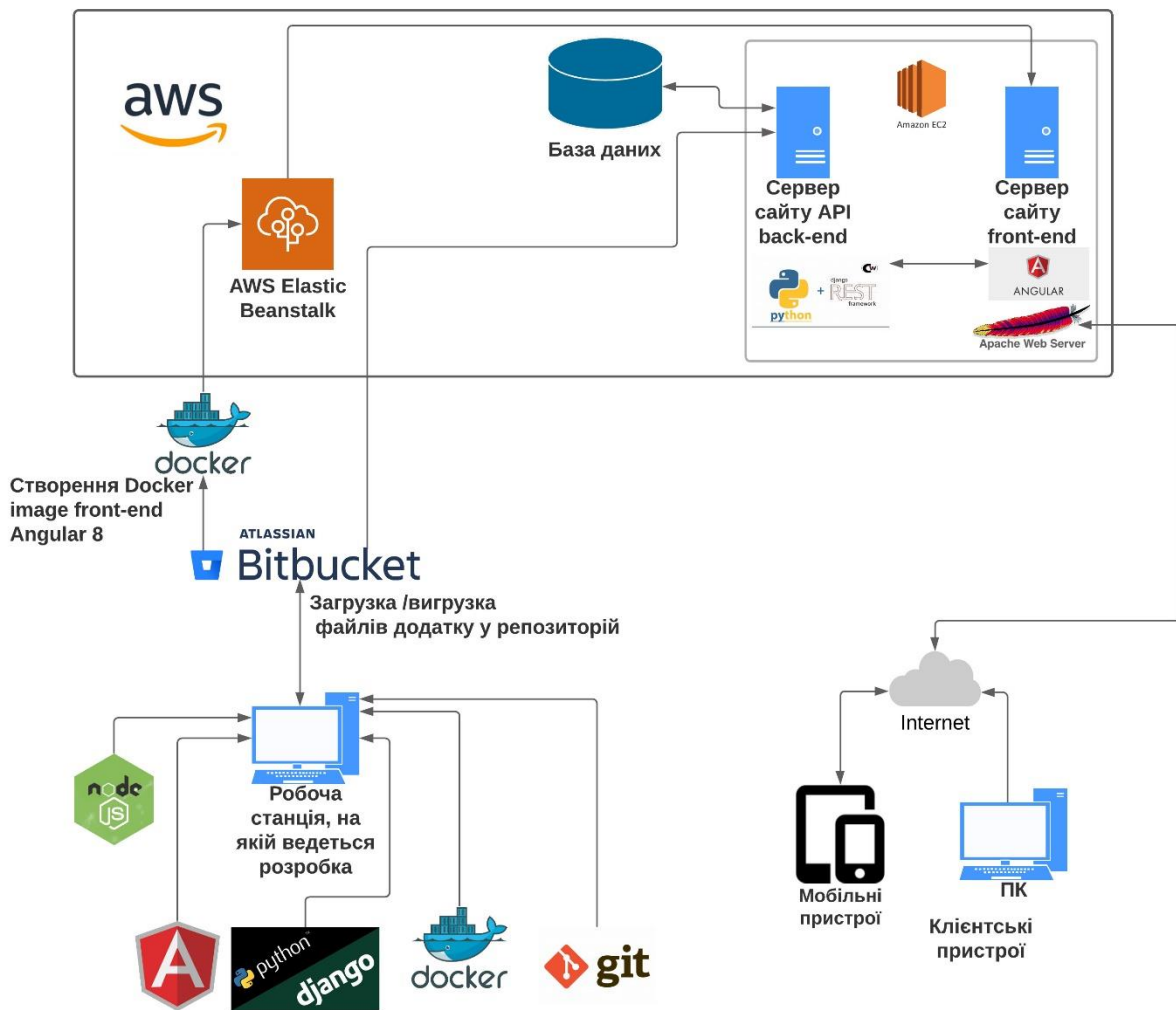 aws
База даних
Amazon EC2
Сервер
сайту API
back-end
Сервер
сайту
front-end
AWS Elastic
Beanstalk
python
+
django
REST
framework
ANGULAR
Apache Web Server
docker
Створення Docker
image front-end
Angular 8
ATLASSIAN
Bitbucket
Загрузка /вигрузка
файлів додатку у репозиторій
Internet
node
JS
Робоча
станція, на
якій ведеться
розробка
Мобільні
пристрої
ПК
Клієнтські
пристрої
A
python
django
docker
git